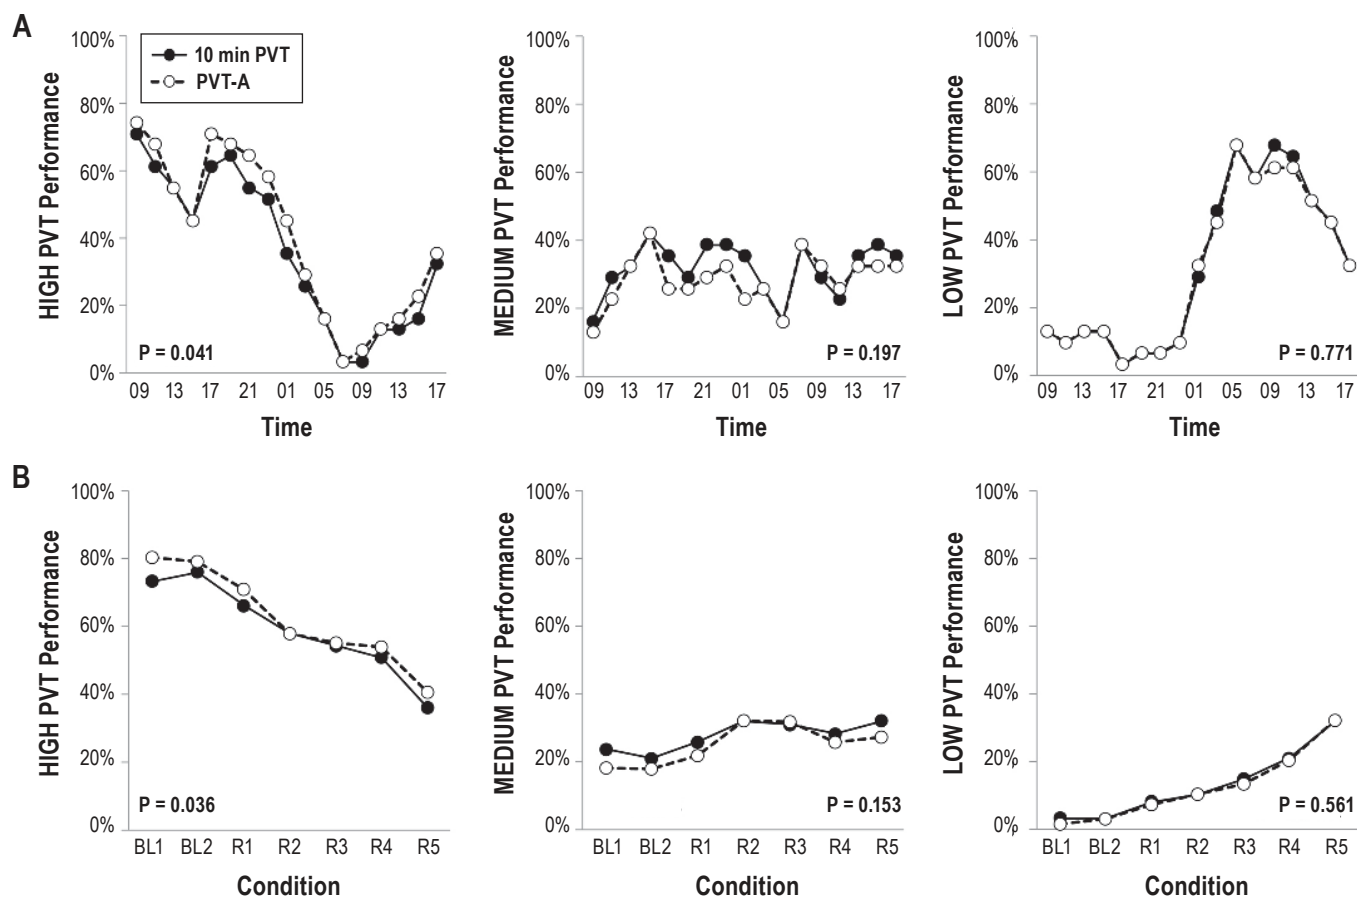 A
HIGH PVT Performance
100%
80%
60%
40%
20%
0%
10 min PVT
PVT-A
P = 0.041
09 13 17 21 01 05 09 13 17
Time
MEDIUM PVT Performance
100%
80%
60%
40%
20%
0%
P = 0.197
09 13 17 21 01 05 09 13 17
Time
LOW PVT Performance
100%
80%
60%
40%
20%
0%
P = 0.771
09 13 17 21 01 05 09 13 17
Time
B
HIGH PVT Performance
100%
80%
60%
40%
20%
0%
P = 0.036
BL1 BL2 R1 R2 R3 R4 R5
Condition
MEDIUM PVT Performance
100%
80%
60%
40%
20%
0%
P = 0.153
BL1 BL2 R1 R2 R3 R4 R5
Condition
LOW PVT Performance
100%
80%
60%
40%
20%
0%
P = 0.561
BL1 BL2 R1 R2 R3 R4 R5
Condition